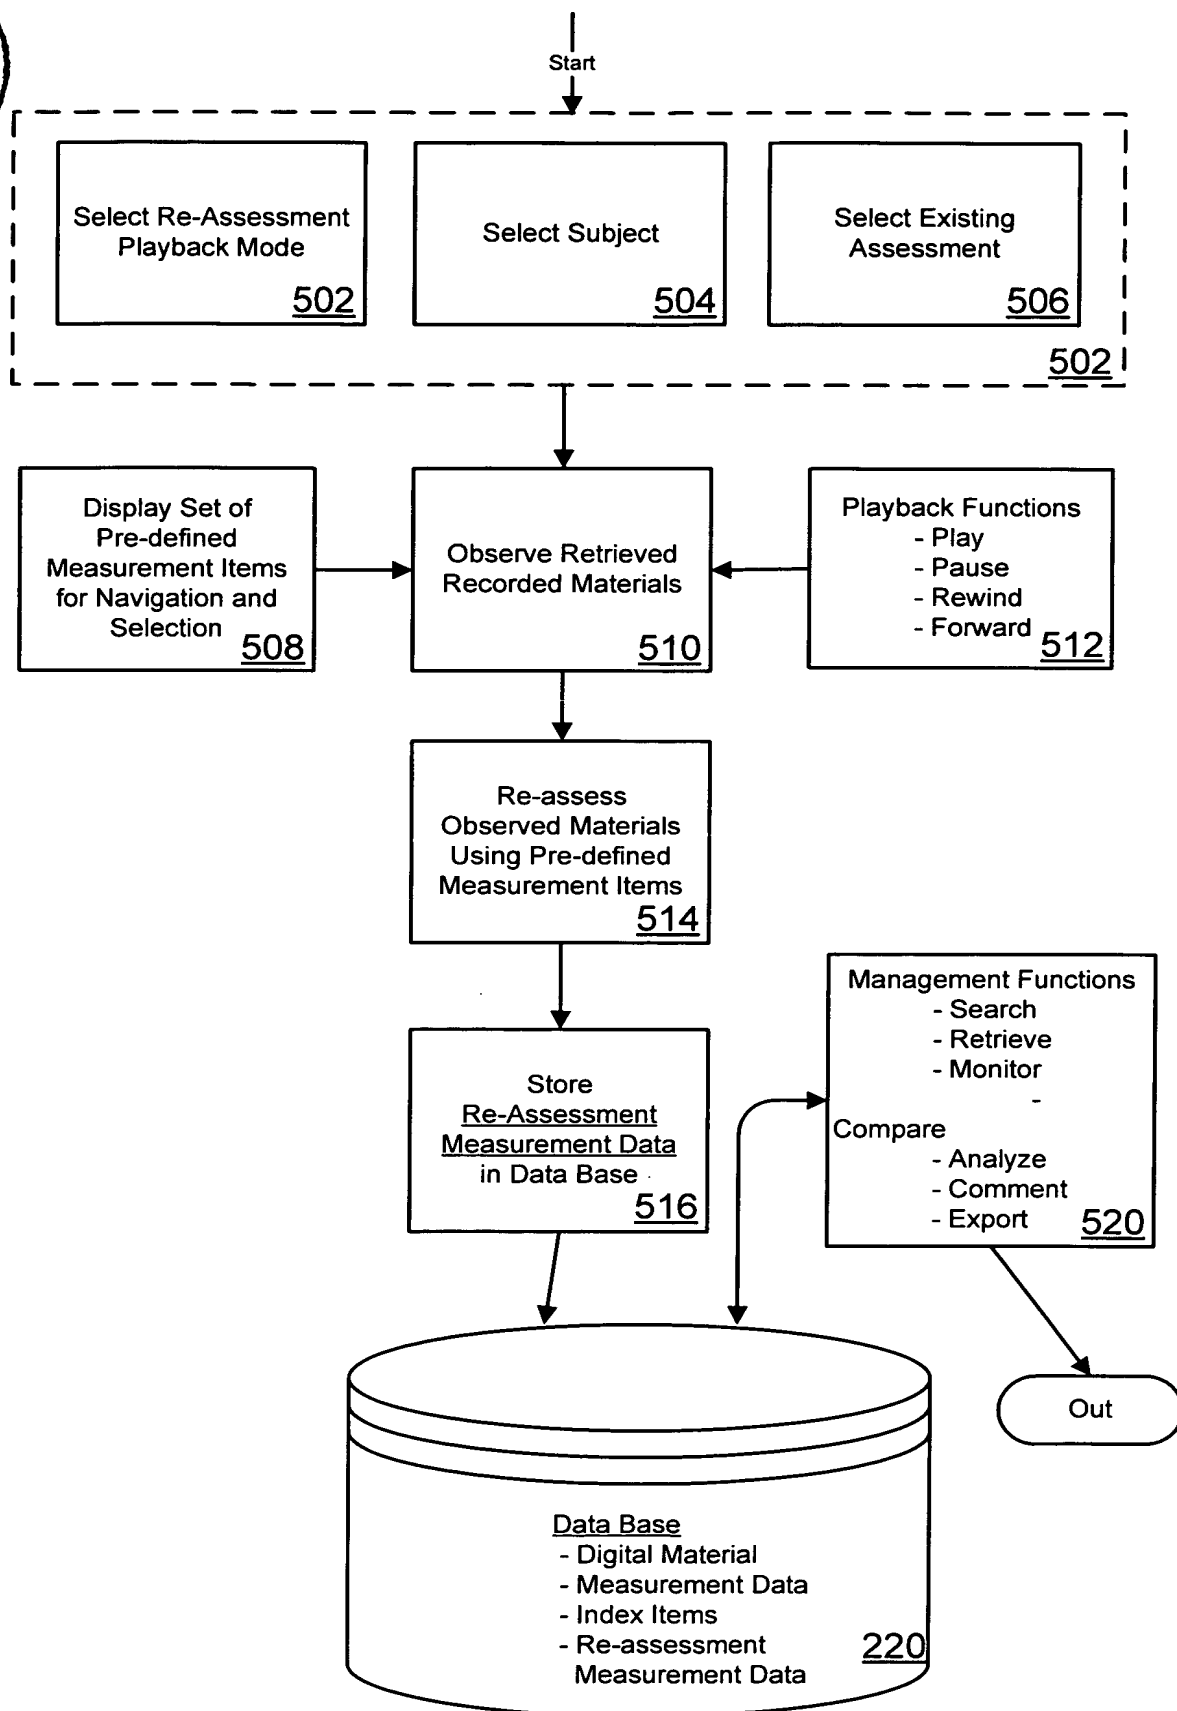 Start
Select Re-Assessment
Playback Mode
502
Select Subject
504
Select Existing
Assessment
506
502
Display Set of
Pre-defined
Measurement Items
for Navigation and
Selection
508
Observe Retrieved
Recorded Materials
510
Playback Functions
- Play
- Pause
- Rewind
- Forward
512
Re-assess
Observed Materials
Using Pre-defined
Measurement Items
514
Store
Re-Assessment
Measurement Data
in Data Base
516
Management Functions
- Search
- Retrieve
- Monitor
-
Compare
- Analyze
- Comment
- Export
520
Out
Data Base
- Digital Material
- Measurement Data
- Index Items
- Re-assessment
Measurement Data
220